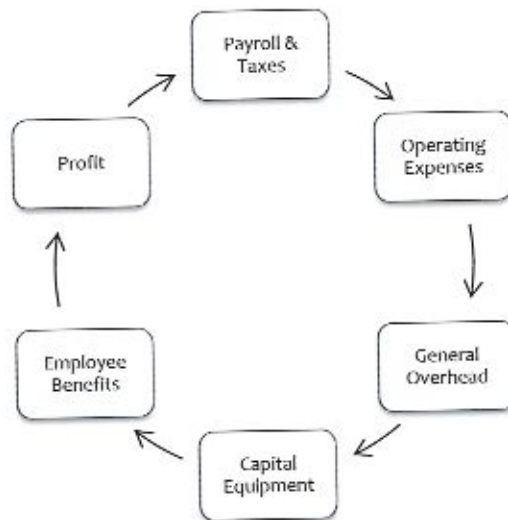 Payroll &
Taxes
Operating
Expenses
General
Overhead
Capital
Equipment
Employee
Benefits
Profit